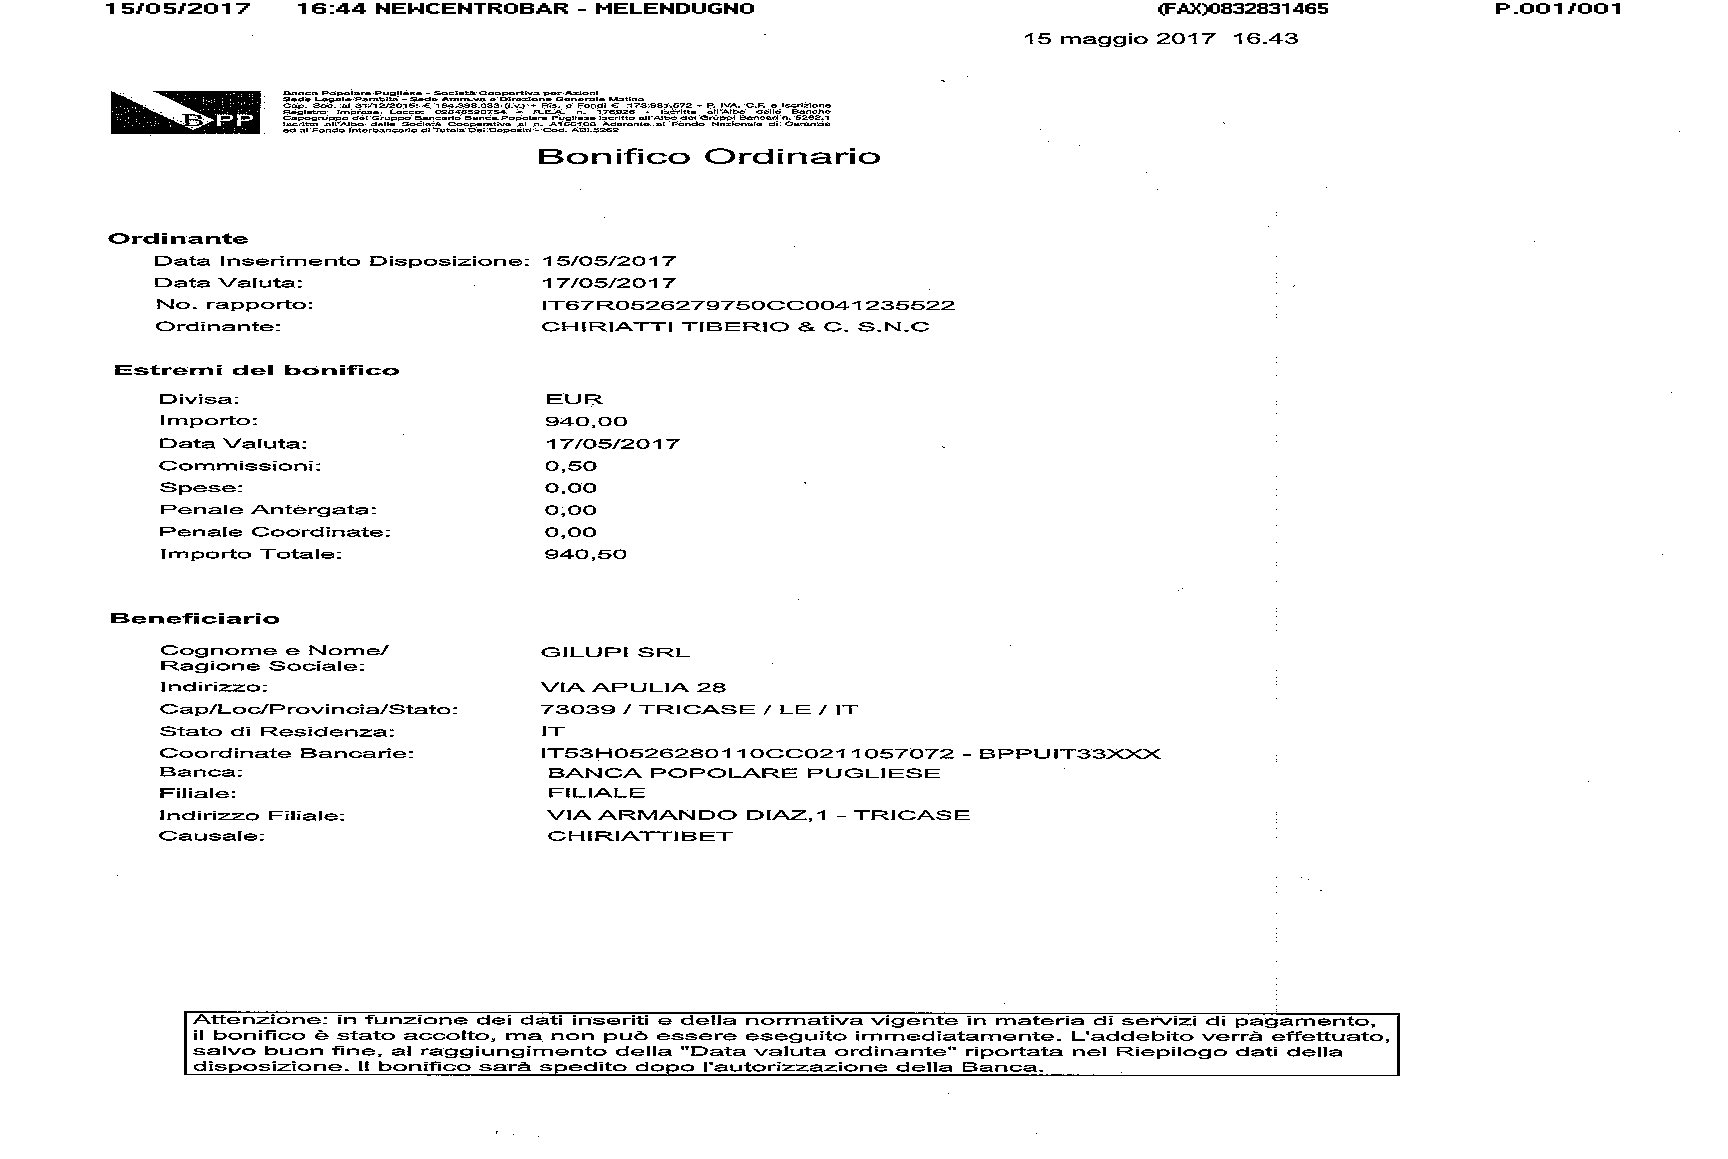 15/05/2017 16:44 NEWCENTROBAR - MELENDUGNO (FAX)0832831465 P.001/001
15 maggio 2017 16.43
BPP
Banca Popolare Pugliese - Società Cooperativa per Azioni
Sede Legale Parabita - Sede Amm.va e Direzione Generale Matino
Bonifico Ordinario
Ordinante
Data Inserimento Disposizione: 15/05/2017
Data Valuta: 17/05/2017
No. rapporto: IT67R0526279750CC0041235522
Ordinante: CHIRIATTI TIBERIO & C. S.N.C
Estremi del bonifico
Divisa: EUR
Importo: 940,00
Data Valuta: 17/05/2017
Commissioni: 0,50
Spese: 0,00
Penale Antergata: 0,00
Penale Coordinate: 0,00
Importo Totale: 940,50
Beneficiario
Cognome e Nome/
Ragione Sociale: GILUPI SRL
Indirizzo: VIA APULIA 28
Cap/Loc/Provincia/Stato: 73039 / TRICASE / LE / IT
Stato di Residenza: IT
Coordinate Bancarie: IT53H0526280110CC0211057072 - BPPUIT33XXX
Banca: BANCA POPOLARE PUGLIESE
Filiale: FILIALE
Indirizzo Filiale: VIA ARMANDO DIAZ,1 - TRICASE
Causale: CHIRIATTIBET
Attenzione: in funzione dei dati inseriti e della normativa vigente in materia di servizi di pagamento,
il bonifico è stato accolto, ma non può essere eseguito immediatamente. L'addebito verrà effettuato,
salvo buon fine, al raggiungimento della "Data valuta ordinante" riportata nel Riepilogo dati della
disposizione. Il bonifico sarà spedito dopo l'autorizzazione della Banca.